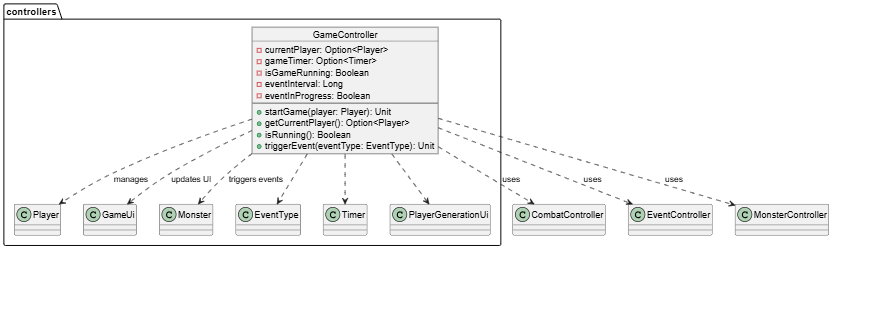 controllers
GameController
currentPlayer: Option<Player>
gameTimer: Option<Timer>
isGameRunning: Boolean
eventInterval: Long
eventInProgress: Boolean
startGame(player: Player): Unit
getCurrentPlayer(): Option<Player>
isRunning(): Boolean
triggerEvent(eventType: EventType): Unit
manages
updates UI
triggers events
uses
uses
uses
C Player
C GameUi
C Monster
C EventType
C Timer
C PlayerGenerationUi
C CombatController
C EventController
C MonsterController